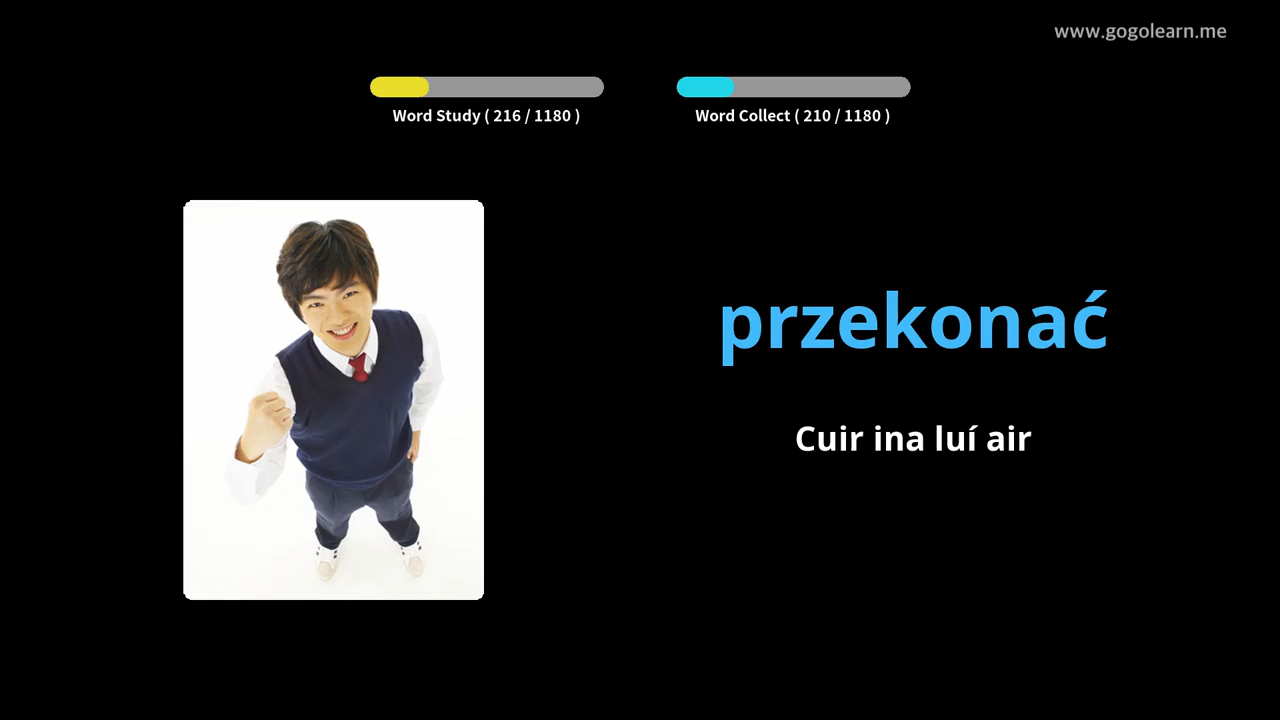 www.gogolearn.me
Word Study ( 216 / 1180 )
Word Collect ( 210 / 1180 )
przekonać
Cuir ina luí air